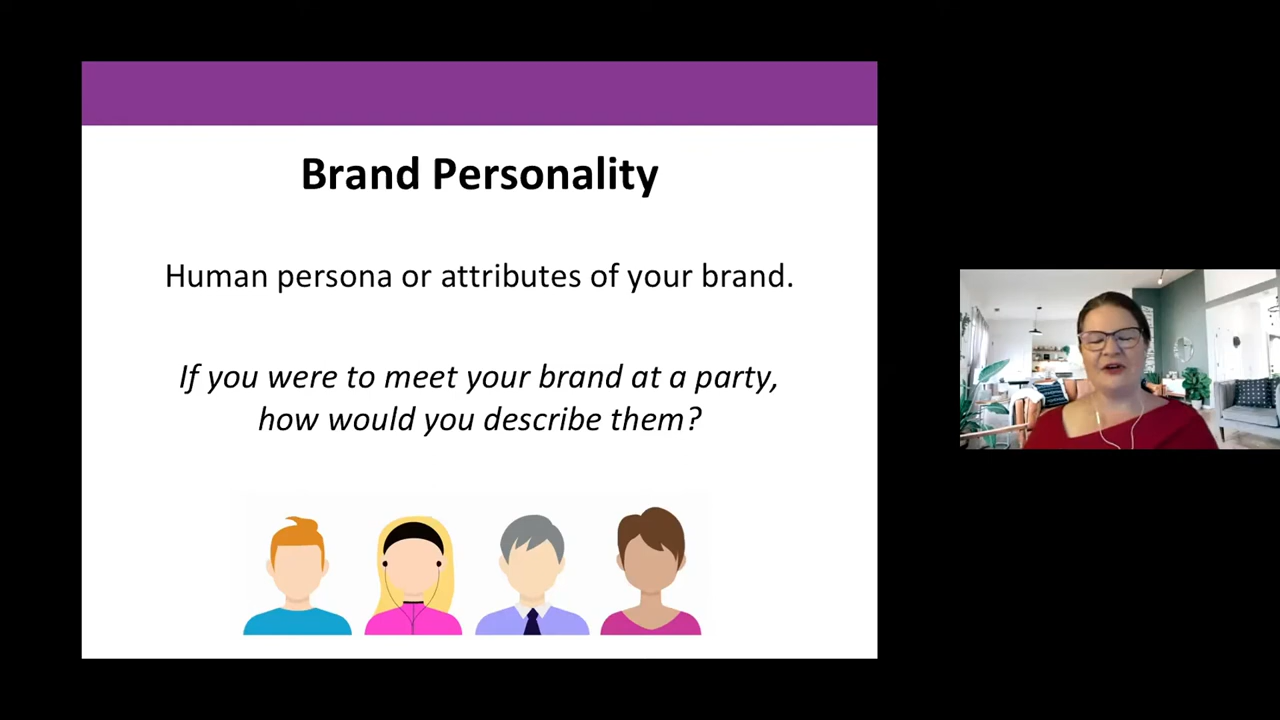 Brand Personality
Human persona or attributes of your brand.
If you were to meet your brand at a party,
how would you describe them?